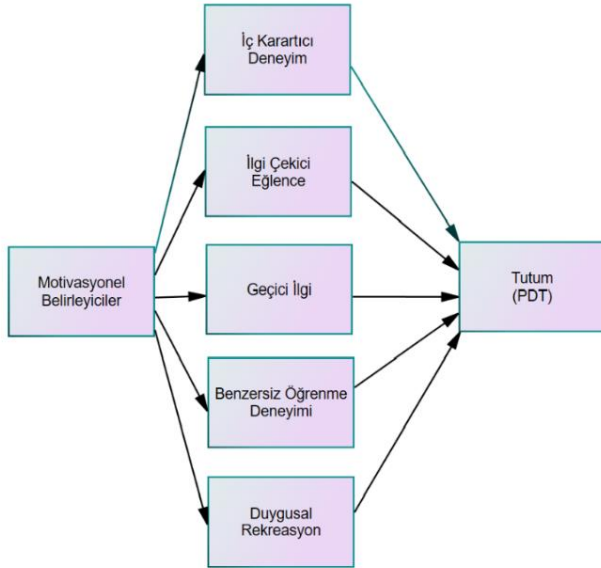 İç Karartıcı
Deneyim
İlgi Çekici
Eğlence
Motivasyonel
Belirleyiciler
Geçici İlgi
Tutum
(PDT)
Benzersiz Öğrenme
Deneyimi
Duygusal
Rekreasyon